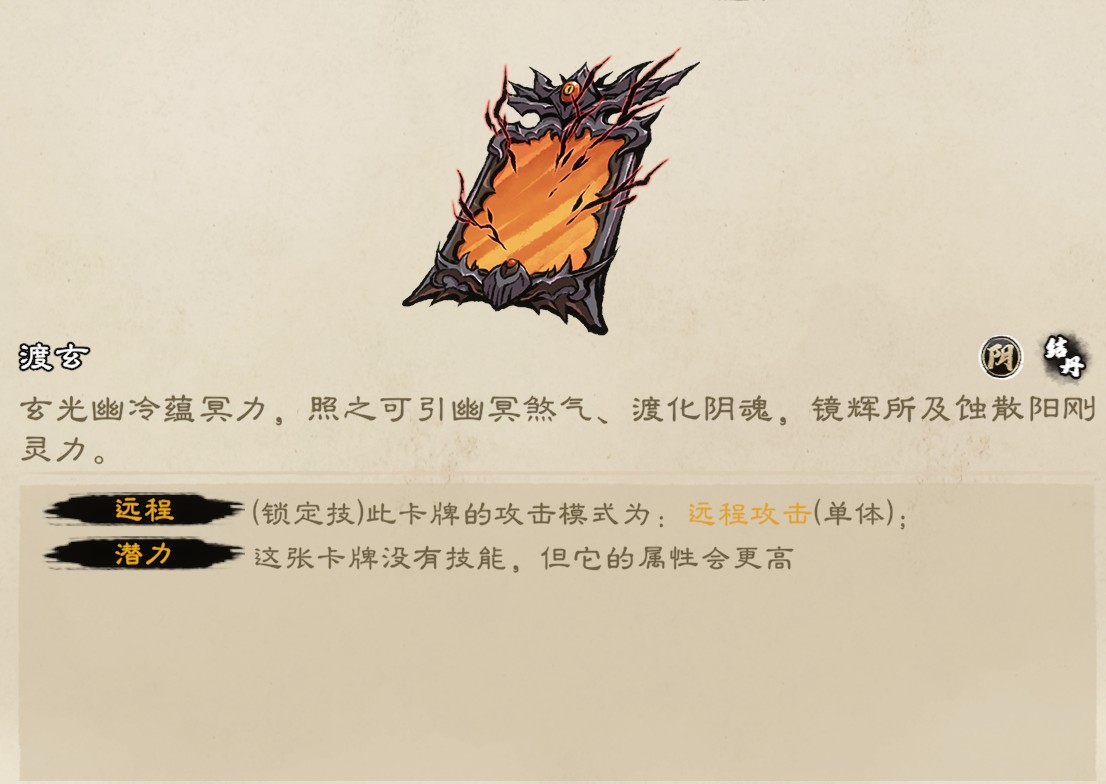 渡玄
阴
结丹
玄光幽冷蕴冥力，照之可引幽冥煞气、渡化阴魂，镜辉所及蚀散阳刚
灵力。
远程 (锁定技)此卡牌的攻击模式为：远程攻击(单体)；
潜力 这张卡牌没有技能，但它的属性会更高